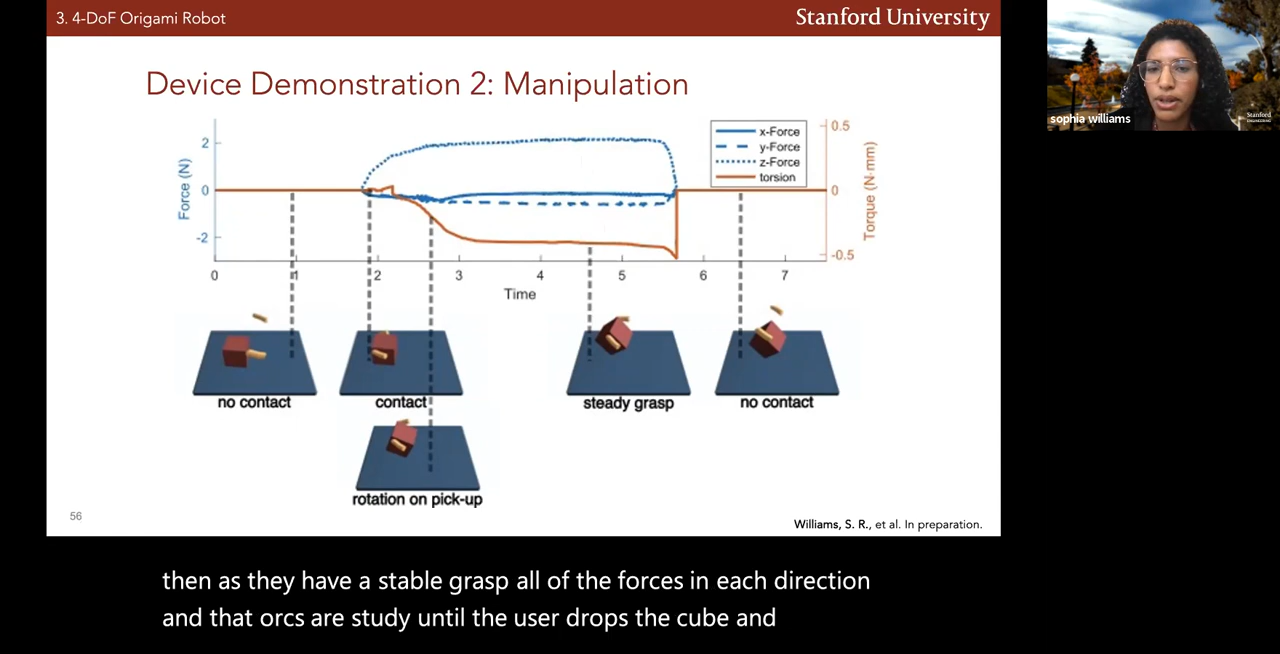 3. 4-DoF Origami Robot
Stanford University
Device Demonstration 2: Manipulation
sophia williams
Stanford
ENGINEERING
Force (N)
2
0
-2
x-Force
y-Force
z-Force
torsion
0.5
0
-0.5
Torque (N·mm)
0 1 2 3 4 5 6 7
Time
no contact
contact
steady grasp
no contact
rotation on pick-up
56
Williams, S. R., et al. In preparation.
then as they have a stable grasp all of the forces in each direction
and that orcs are study until the user drops the cube and